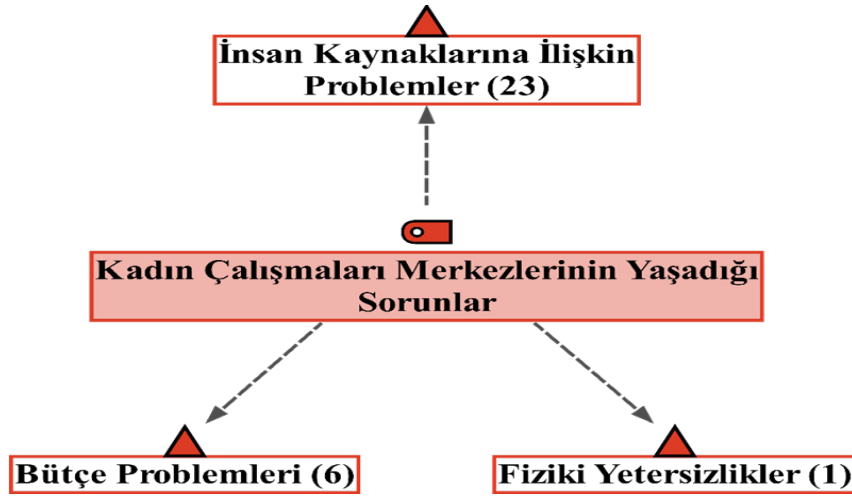 İnsan Kaynaklarına İlişkin
Problemler (23)
Kadın Çalışmaları Merkezlerinin Yaşadığı
Sorunlar
Bütçe Problemleri (6)
Fiziki Yetersizlikler (1)